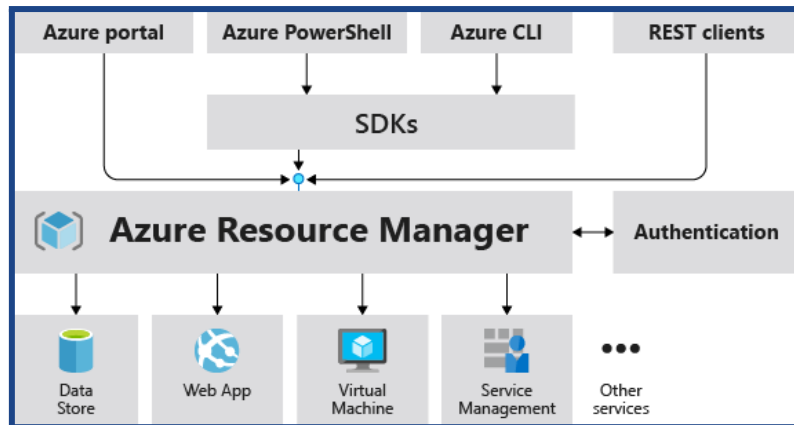 Azure portal
Azure PowerShell
Azure CLI
REST clients
SDKs
Azure Resource Manager
Authentication
Data
Store
Web App
Virtual
Machine
Service
Management
Other
services